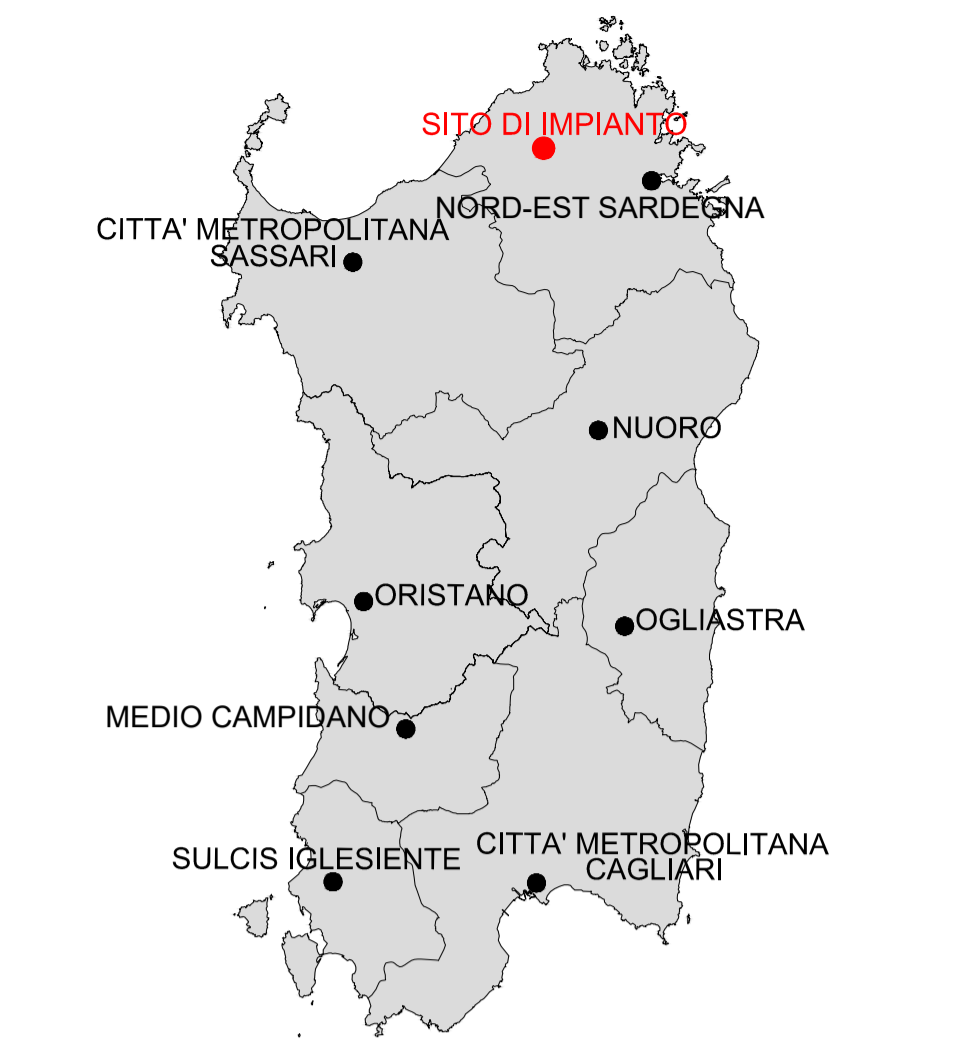 SITO DI IMPIANTO
NORD-EST SARDEGNA
CITTA' METROPOLITANA
SASSARI
NUORO
ORISTANO
OGLIASTRA
MEDIO CAMPIDANO
CITTA' METROPOLITANA
CAGLIARI
SULCIS IGLESIENTE